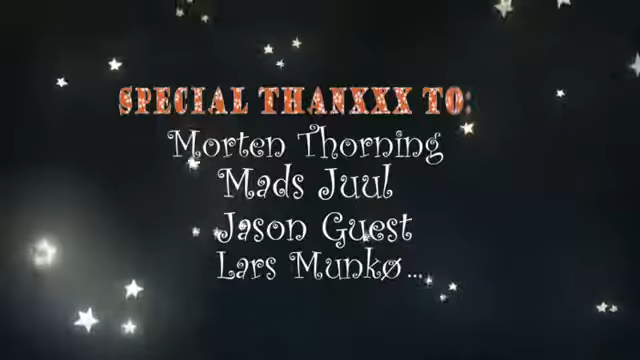 SPECIAL THANXXX TO:
Morten Thorning
Mads Juul
Jason Guest
Lars Munkø...